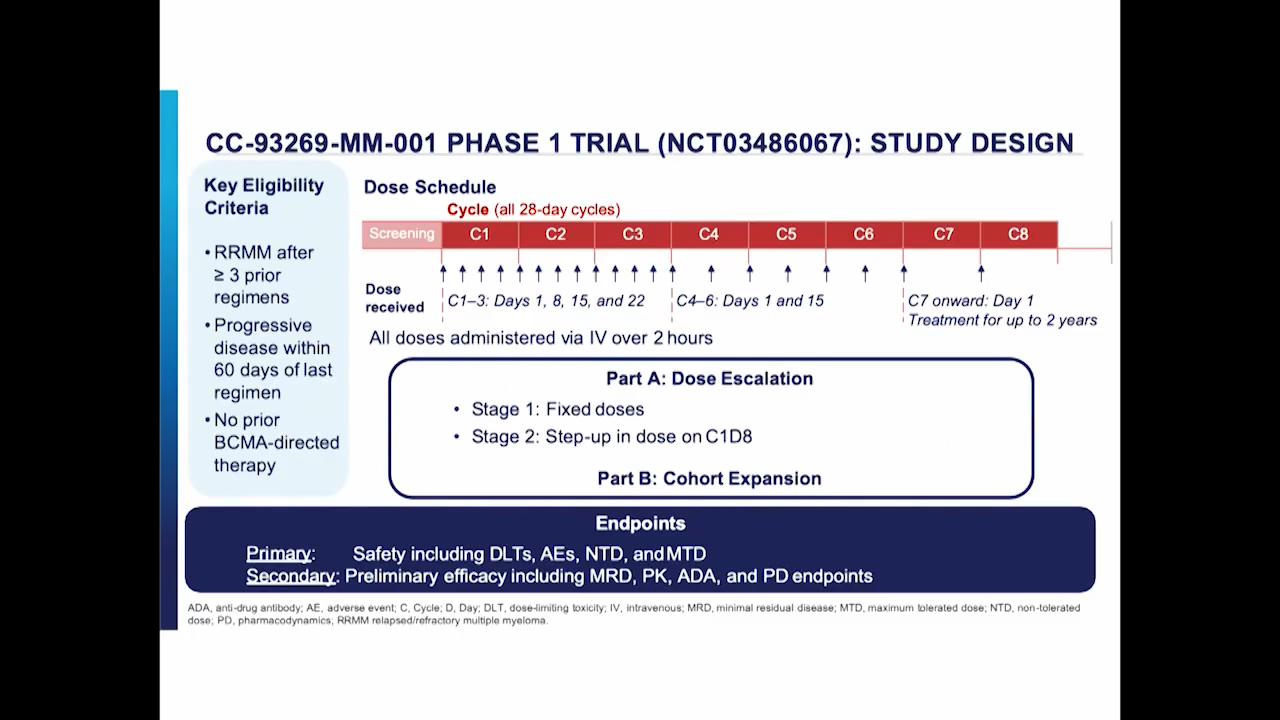 CC-93269-MM-001 PHASE 1 TRIAL (NCT03486067): STUDY DESIGN
Key Eligibility
Criteria
• RRMM after
≥ 3 prior
regimens
• Progressive
disease within
60 days of last
regimen
• No prior
BCMA-directed
therapy
Dose Schedule
Cycle (all 28-day cycles)
Screening C1 C2 C3 C4 C5 C6 C7 C8
Dose
received
C1–3: Days 1, 8, 15, and 22
C4–6: Days 1 and 15
C7 onward: Day 1
Treatment for up to 2 years
All doses administered via IV over 2 hours
Part A: Dose Escalation
• Stage 1: Fixed doses
• Stage 2: Step-up in dose on C1D8
Part B: Cohort Expansion
Endpoints
Primary: Safety including DLTs, AEs, NTD, and MTD
Secondary: Preliminary efficacy including MRD, PK, ADA, and PD endpoints
ADA, anti-drug antibody; AE, adverse event; C, Cycle; D, Day; DLT, dose-limiting toxicity; IV, intravenous; MRD, minimal residual disease; MTD, maximum tolerated dose; NTD, non-tolerated
dose; PD, pharmacodynamics; RRMM relapsed/refractory multiple myeloma.